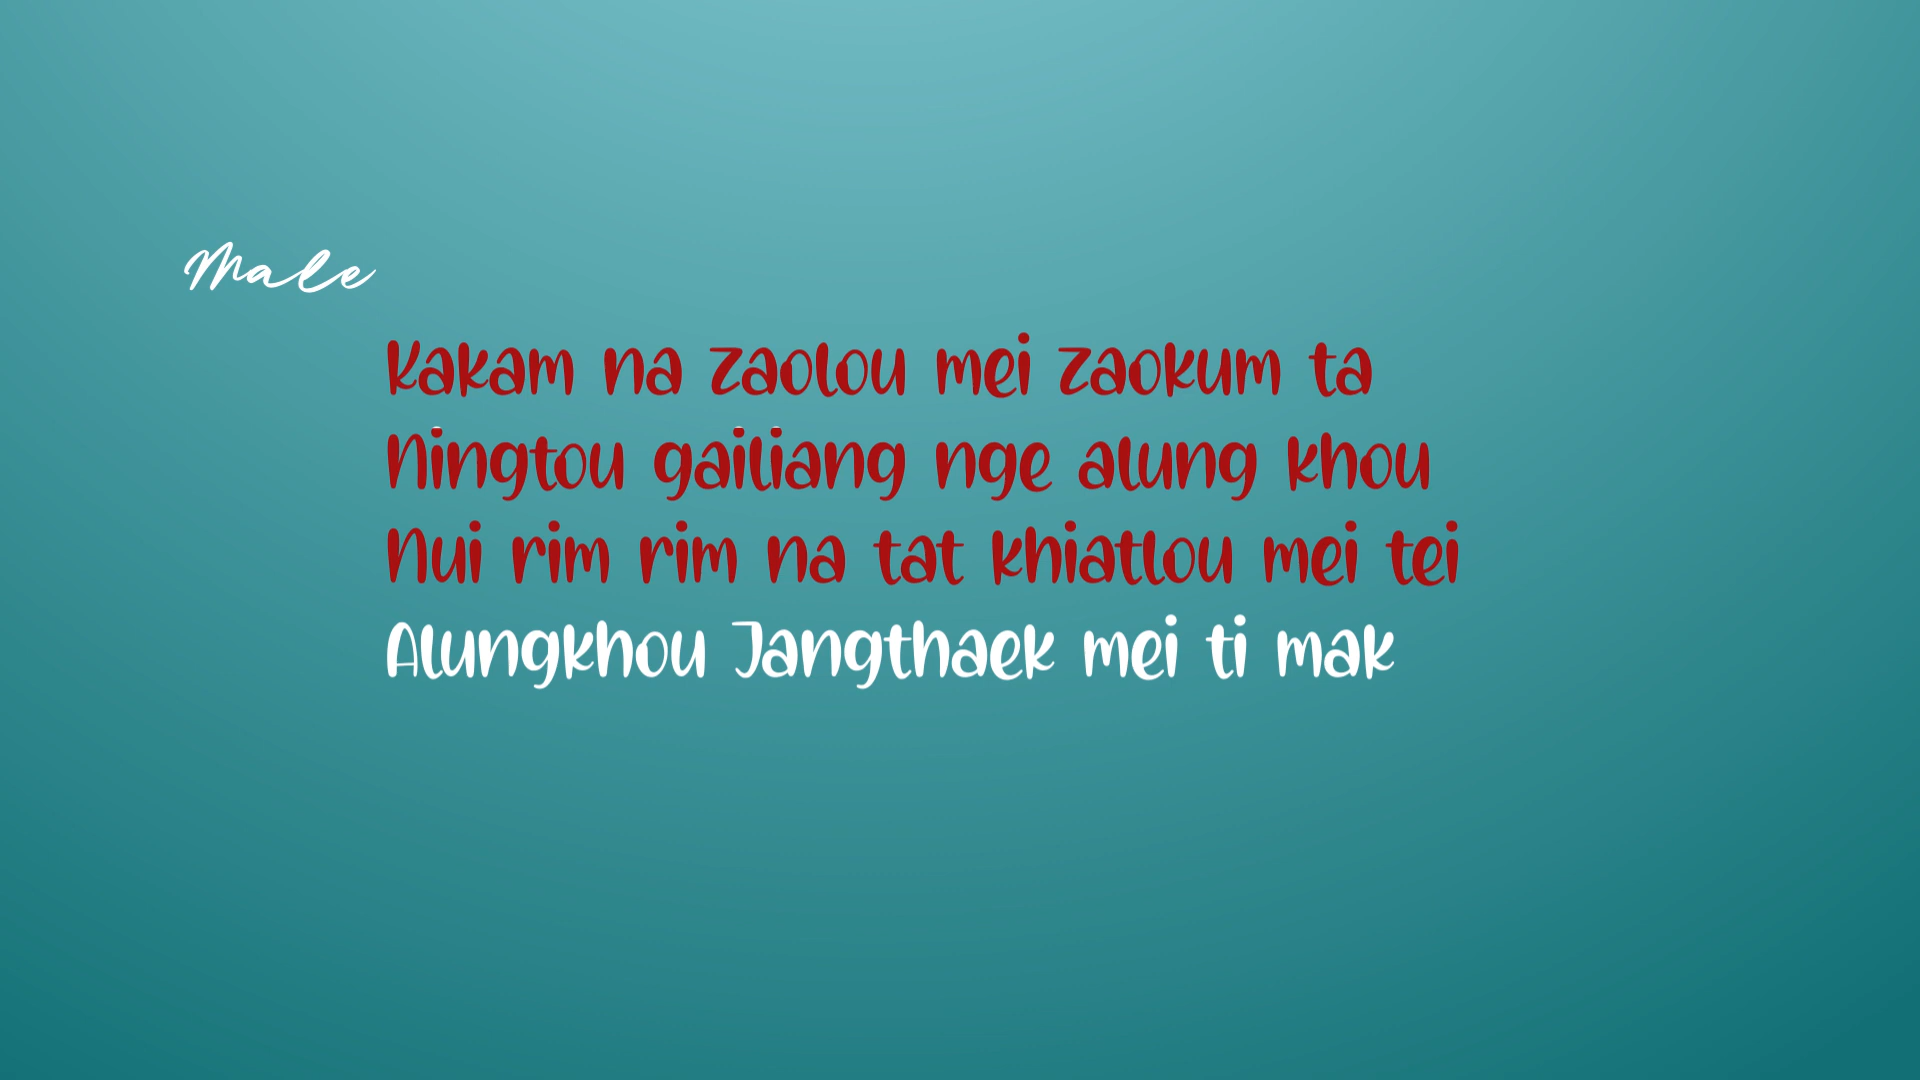 Male
Kakam na zaolou mei zaokum ta
Ningtou gailiang nge alung khou
Nui rim rim na tat khiatlou mei tei
Alungkhou Jangthaek mei ti mak